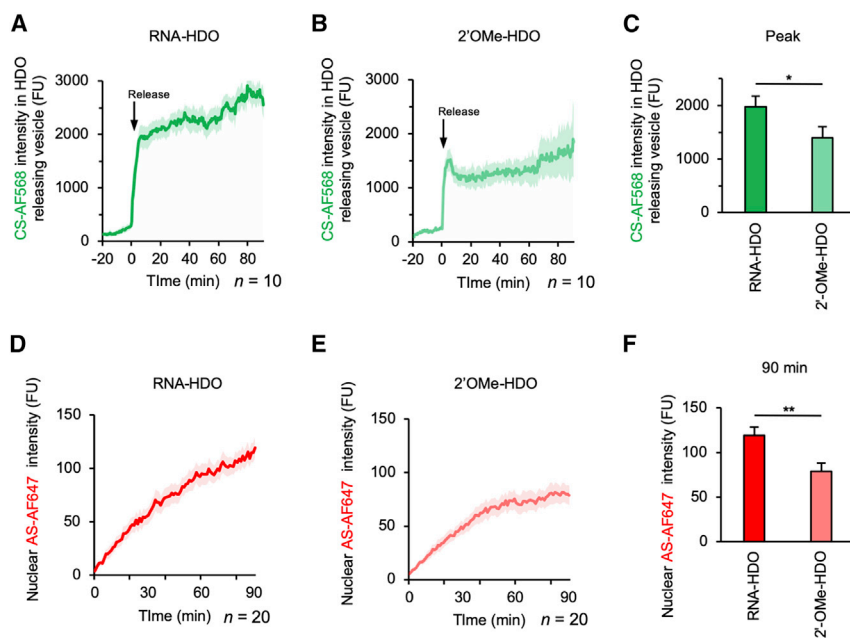 A
RNA-HDO
CS-AF568 intensity in HDO
releasing vesicle (FU)
3000
2000
1000
0
Release
-20
0
20
40
60
80
TIme (min)
n = 10
B
2'OMe-HDO
CS-AF568 intensity in HDO
releasing vesicle (FU)
3000
2000
1000
0
Release
-20
0
20
40
60
80
TIme (min)
n = 10
C
Peak
CS-AF568 intensity in HDO
releasing vesicle (FU)
2000
1000
0
*
RNA-HDO
2'-OMe-HDO
D
RNA-HDO
Nuclear AS-AF647 intensity (FU)
150
100
50
0
0
30
60
90
TIme (min)
n = 20
E
2'OMe-HDO
Nuclear AS-AF647 intensity (FU)
150
100
50
0
0
30
60
90
TIme (min)
n = 20
F
90 min
Nuclear AS-AF647 intensity (FU)
150
100
50
0
**
RNA-HDO
2'-OMe-HDO